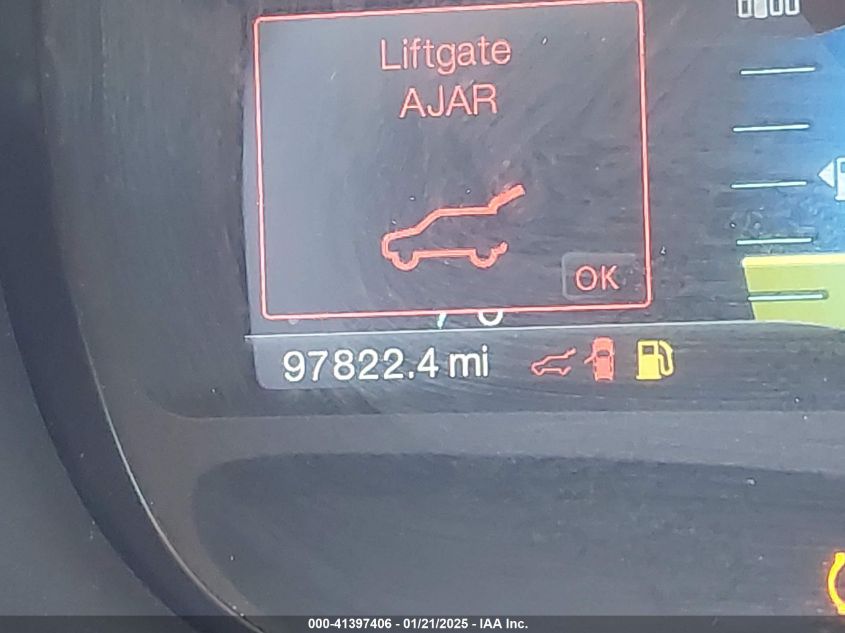 Liftgate
AJAR
OK
97822.4 mi
000-41397406 - 01/21/2025 - IAA Inc.